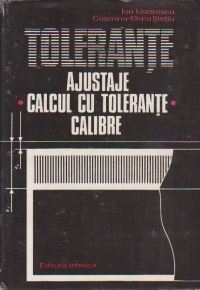 Ion Lăzărescu
Cosmina-Elena Ștețiu
TOLERANȚE
AJUSTAJE
• CALCUL CU TOLERANȚE •
CALIBRE
Editura tehnică